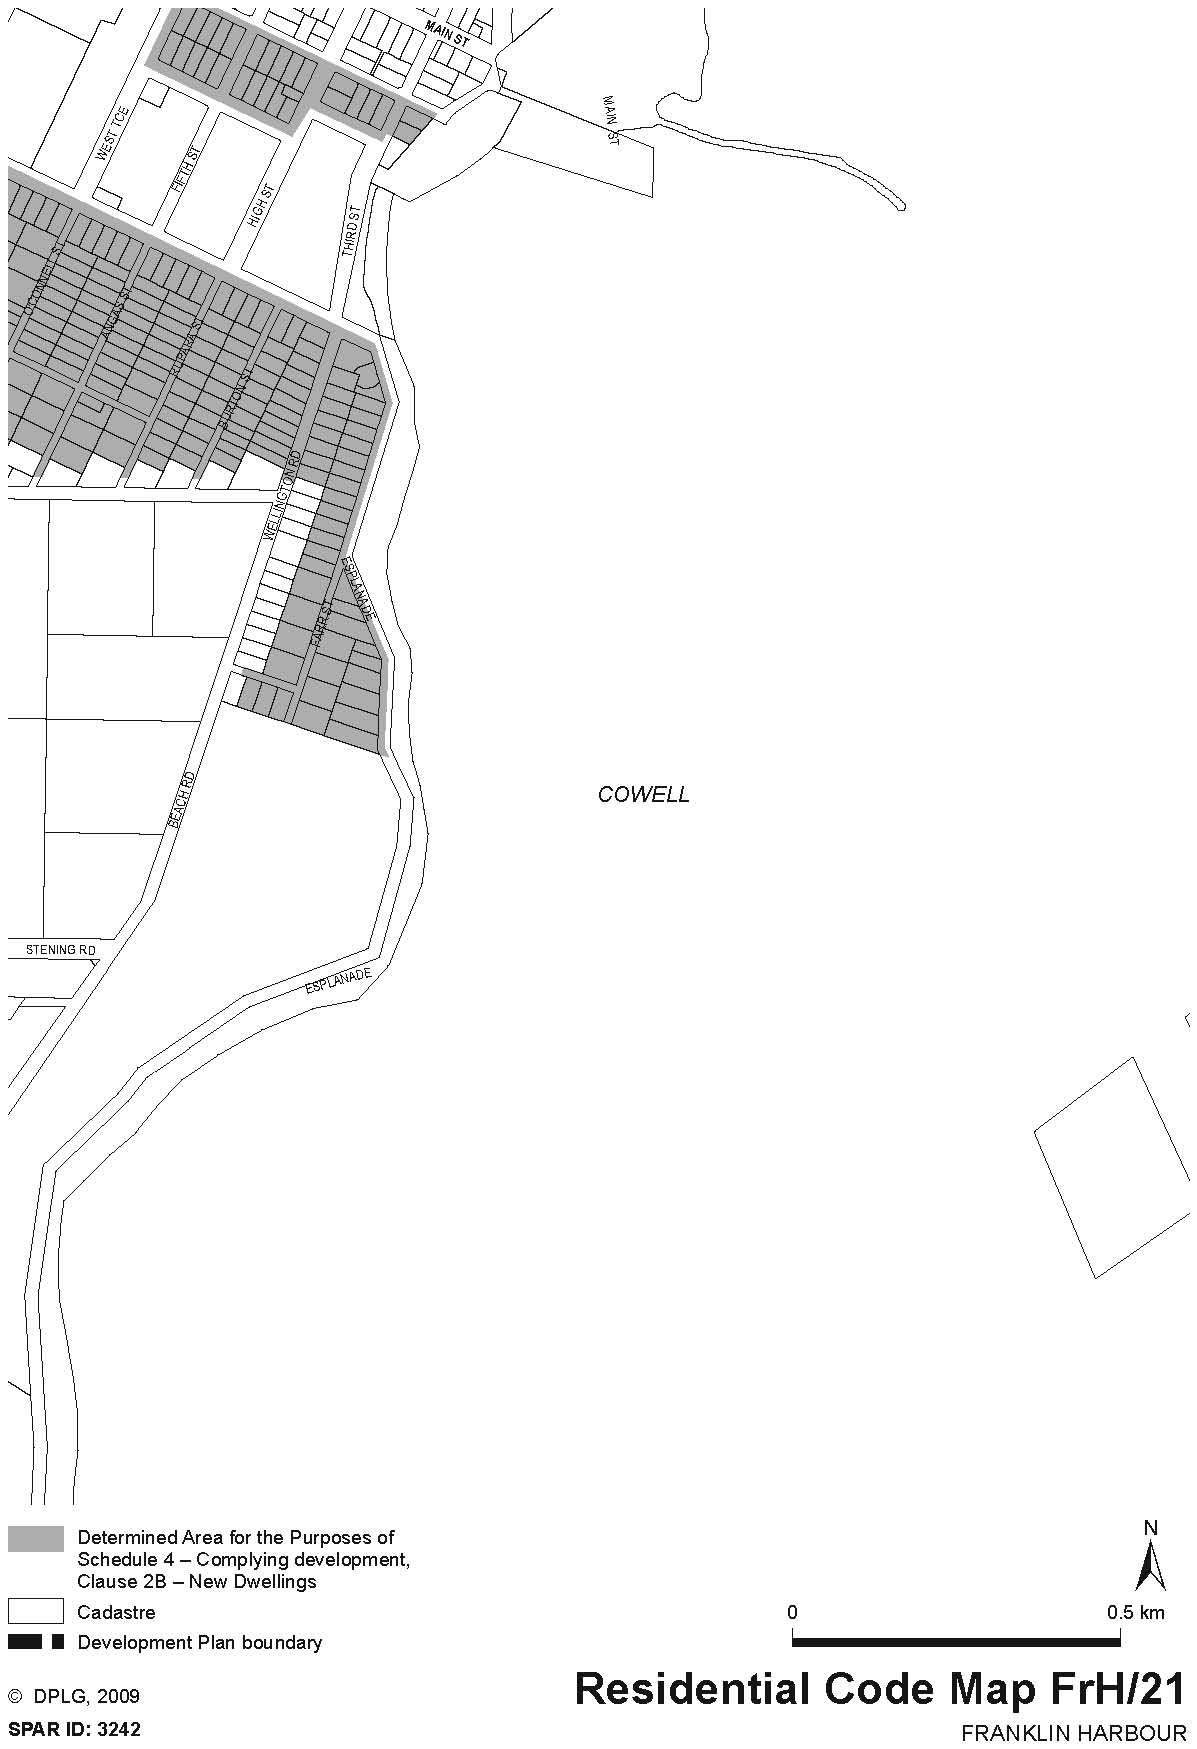 MAIN ST
MAIN ST
WEST TCE
FIFTH ST
HIGH ST
THIRD ST
O'CONNELL ST
ANGAS ST
RUPARA ST
BURTON ST
WELLINGTON RD
ESPLANADE
FARR ST
BEACH RD
COWELL
STENING RD
ESPLANADE
Determined Area for the Purposes of
Schedule 4 – Complying development,
Clause 2B – New Dwellings
Cadastre
Development Plan boundary
N
0 0.5 km
© DPLG, 2009
SPAR ID: 3242
Residential Code Map FrH/21
FRANKLIN HARBOUR